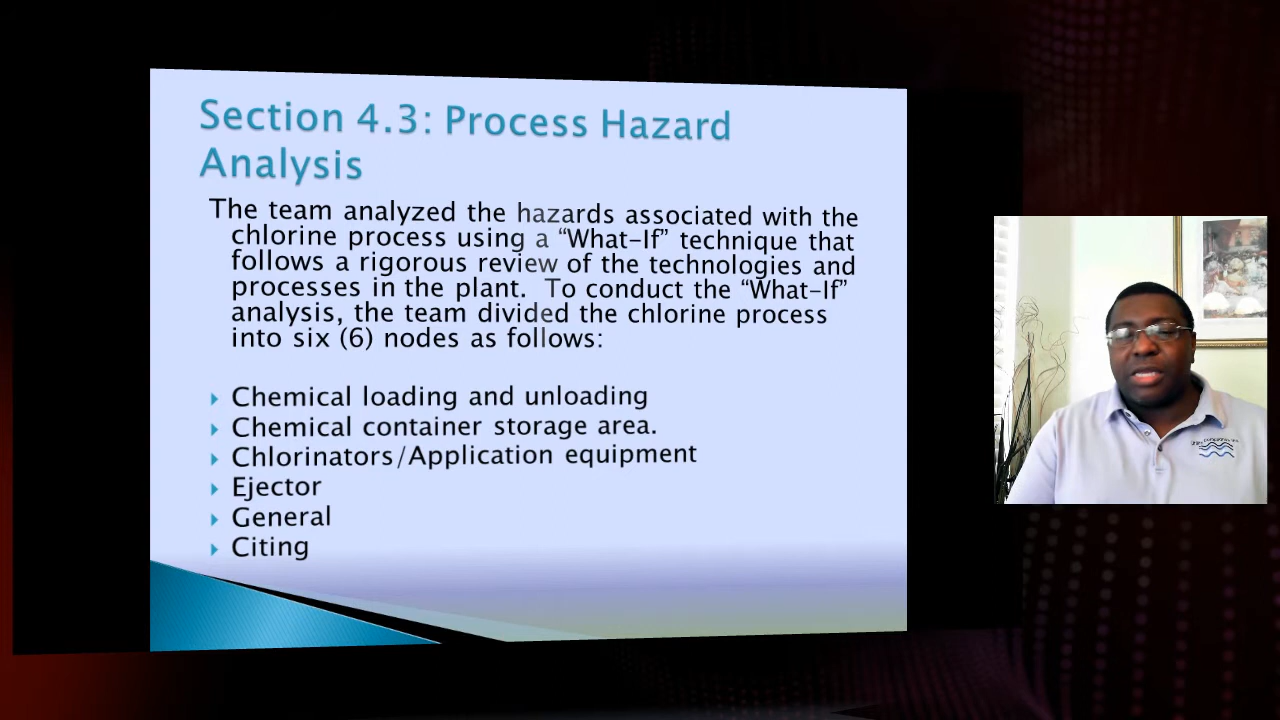 Section 4.3: Process Hazard
Analysis
The team analyzed the hazards associated with the
chlorine process using a “What-If” technique that
follows a rigorous review of the technologies and
processes in the plant.  To conduct the “What-If”
analysis, the team divided the chlorine process
into six (6) nodes as follows:
Chemical loading and unloading
Chemical container storage area.
Chlorinators/Application equipment
Ejector
General
Citing